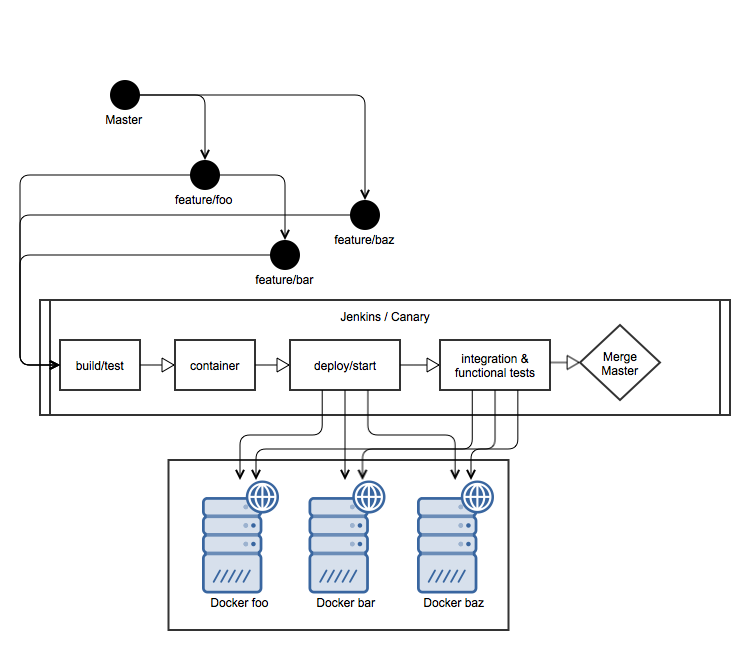 Master
feature/foo
feature/baz
feature/bar
Jenkins / Canary
build/test
container
deploy/start
integration &
functional tests
Merge
Master
Docker foo
Docker bar
Docker baz